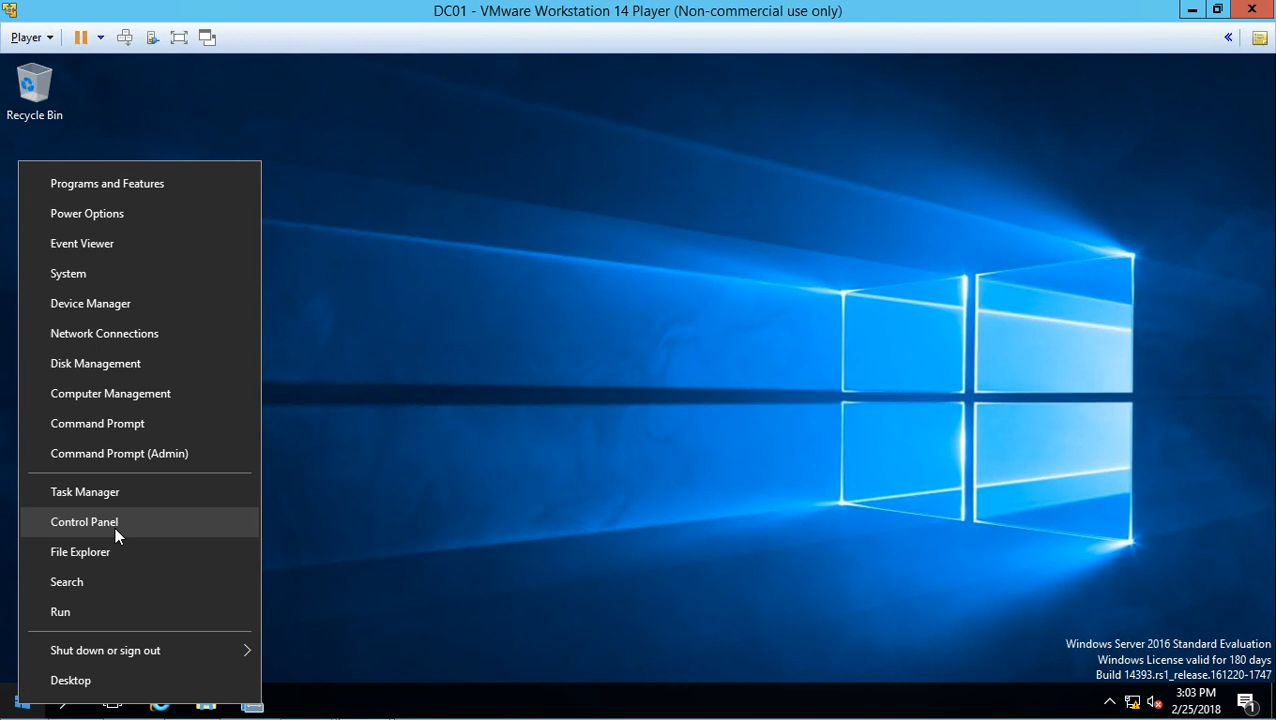 DC01 - VMware Workstation 14 Player (Non-commercial use only)
Player
Recycle Bin
Programs and Features
Power Options
Event Viewer
System
Device Manager
Network Connections
Disk Management
Computer Management
Command Prompt
Command Prompt (Admin)
Task Manager
Control Panel
File Explorer
Search
Run
Shut down or sign out
Desktop
Windows Server 2016 Standard Evaluation
Windows License valid for 180 days
Build 14393.rs1_release.161220-1747
3:03 PM
2/25/2018
1